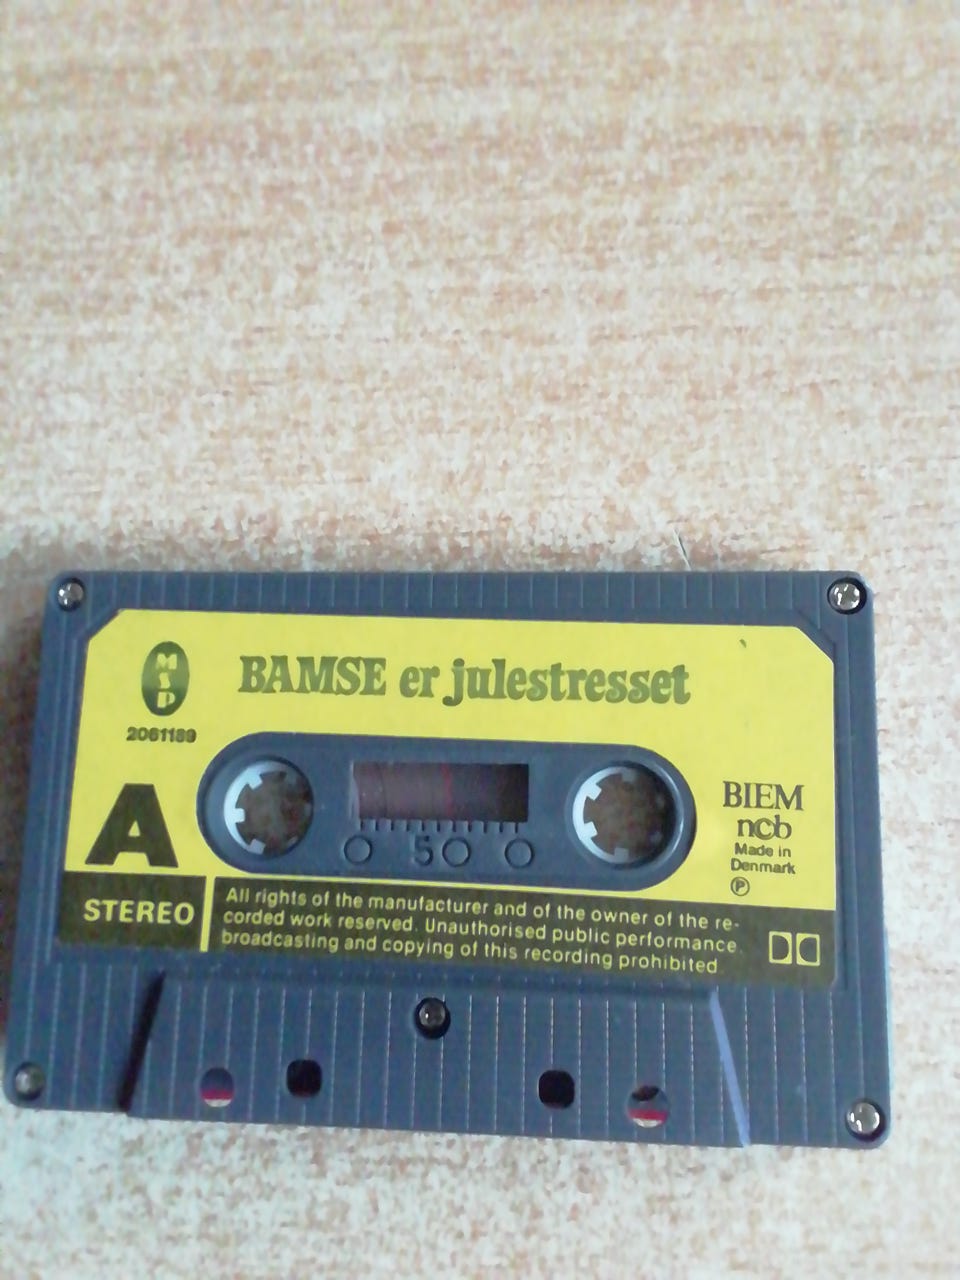 MSP
BAMSE er julestresset
2061189
A
BIEM
ncb
Made in
Denmark
Ⓟ
50
STEREO
All rights of the manufacturer and of the owner of the re-
corded work reserved. Unauthorised public performance.
broadcasting and copying of this recording prohibited